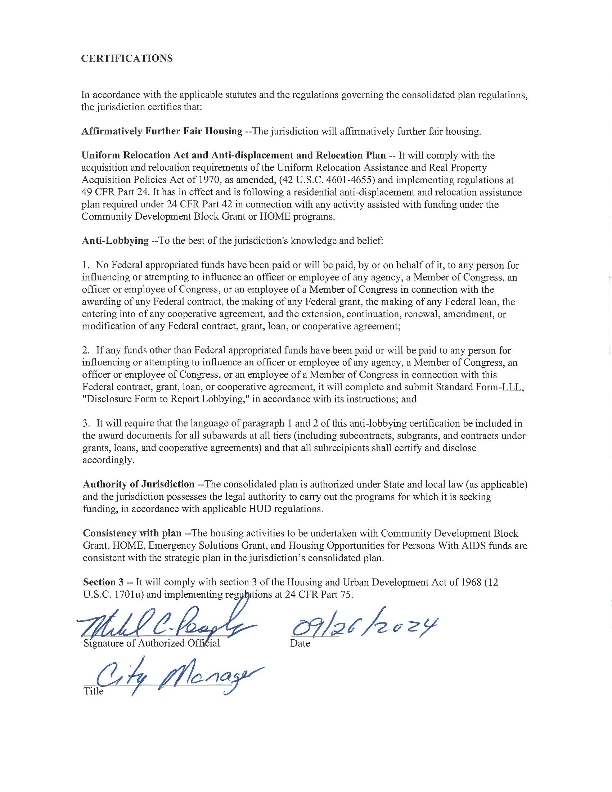 CERTIFICATIONS
In accordance with the applicable statutes and the regulations governing the consolidated plan regulations,
the jurisdiction certifies that:
Affirmatively Further Fair Housing --The jurisdiction will affirmatively further fair housing.
Uniform Relocation Act and Anti-displacement and Relocation Plan -- It will comply with the
acquisition and relocation requirements of the Uniform Relocation Assistance and Real Property
Acquisition Policies Act of 1970, as amended, (42 U.S.C. 4601-4655) and implementing regulations at
49 CFR Part 24. It has in effect and is following a residential anti-displacement and relocation assistance
plan required under 24 CFR Part 42 in connection with any activity assisted with funding under the
Community Development Block Grant or HOME programs.
Anti-Lobbying --To the best of the jurisdiction's knowledge and belief:
1. No Federal appropriated funds have been paid or will be paid, by or on behalf of it, to any person for
influencing or attempting to influence an officer or employee of any agency, a Member of Congress, an
officer or employee of Congress, or an employee of a Member of Congress in connection with the
awarding of any Federal contract, the making of any Federal grant, the making of any Federal loan, the
entering into of any cooperative agreement, and the extension, continuation, renewal, amendment, or
modification of any Federal contract, grant, loan, or cooperative agreement;
2. If any funds other than Federal appropriated funds have been paid or will be paid to any person for
influencing or attempting to influence an officer or employee of any agency, a Member of Congress, an
officer or employee of Congress, or an employee of a Member of Congress in connection with this
Federal contract, grant, loan, or cooperative agreement, it will complete and submit Standard Form-LLL,
"Disclosure Form to Report Lobbying," in accordance with its instructions; and
3. It will require that the language of paragraph 1 and 2 of this anti-lobbying certification be included in
the award documents for all subawards at all tiers (including subcontracts, subgrants, and contracts under
grants, loans, and cooperative agreements) and that all subrecipients shall certify and disclose
accordingly.
Authority of Jurisdiction --The consolidated plan is authorized under State and local law (as applicable)
and the jurisdiction possesses the legal authority to carry out the programs for which it is seeking
funding, in accordance with applicable HUD regulations.
Consistency with plan --The housing activities to be undertaken with Community Development Block
Grant, HOME, Emergency Solutions Grant, and Housing Opportunities for Persons With AIDS funds are
consistent with the strategic plan in the jurisdiction's consolidated plan.
Section 3 -- It will comply with section 3 of the Housing and Urban Development Act of 1968 (12
U.S.C. 1701u) and implementing regulations at 24 CFR Part 75.
C. 09/26/2024
Signature of Authorized Official Date
City Manager
Title